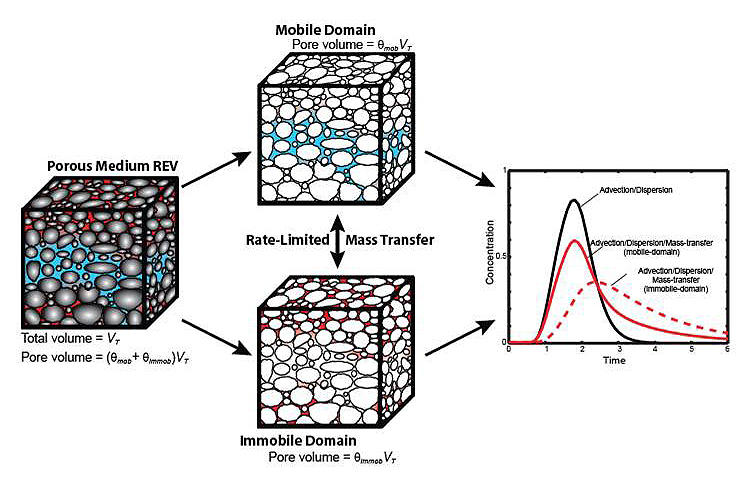 Mobile Domain
Pore volume = θmobVT
Porous Medium REV
Total volume = VT
Pore volume = (θmob + θimmob)VT
Rate-Limited Mass Transfer
Immobile Domain
Pore volume = θimmobVT
1
0.5
0
Concentration
Advection/Dispersion
Advection/Dispersion/Mass-transfer
(mobile-domain)
Advection/Dispersion/
Mass-transfer
(immobile-domain)
0 1 2 3 4 5 6
Time